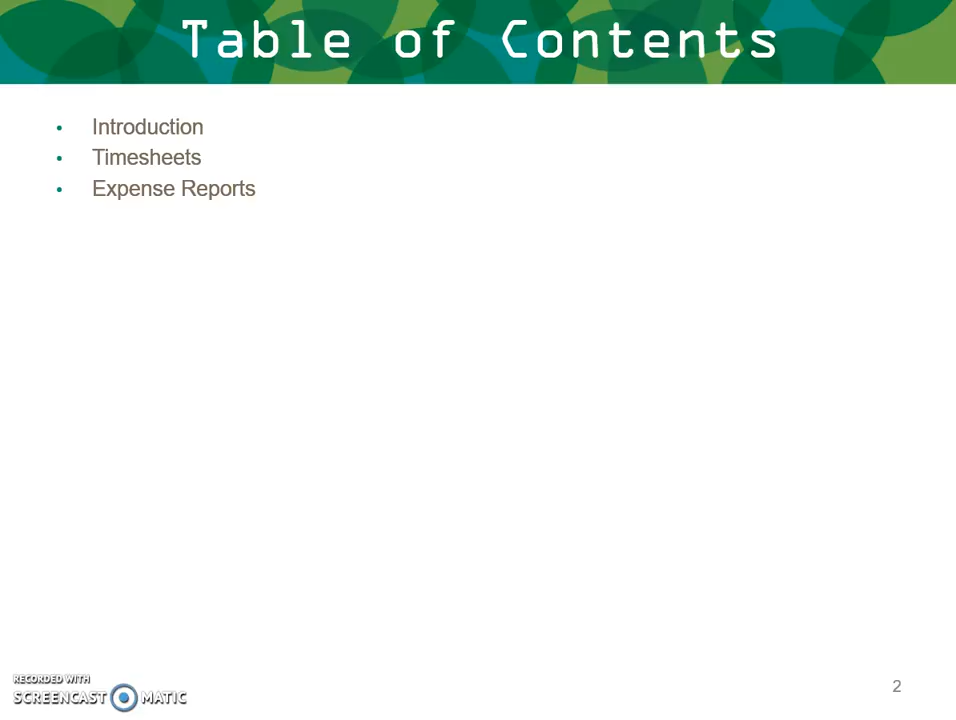 Table of Contents
• Introduction
• Timesheets
• Expense Reports
RECORDED WITH
SCREENCAST MATIC
2